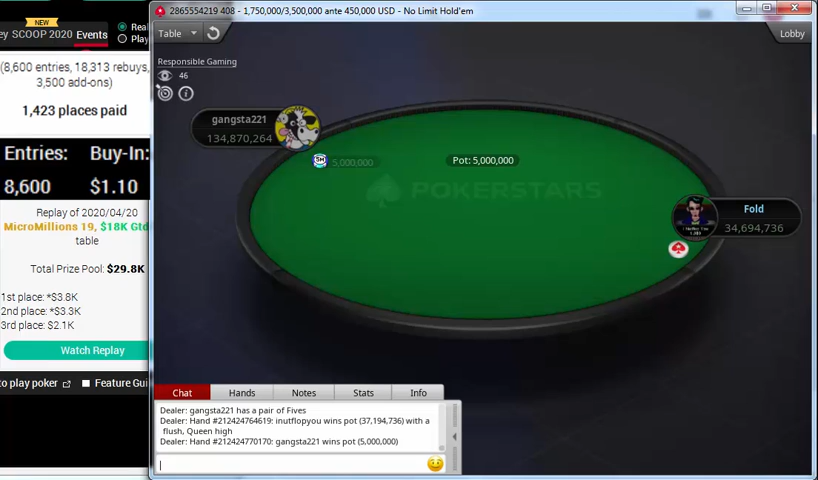 2865554219 408 - 1,750,000/3,500,000 ante 450,000 USD - No Limit Hold'em
NEW
ey SCOOP 2020 Events
Real
Play
Table
Lobby
(8,600 entries, 18,313 rebuys,
3,500 add-ons)
1,423 places paid
Entries: Buy-In:
8,600 $1.10
Replay of 2020/04/20
MicroMillions 19, $18K Gtd
table
Total Prize Pool: $29.8K
1st place: *$3.8K
2nd place: *$3.3K
3rd place: $2.1K
Watch Replay
to play poker Feature Gui
Responsible Gaming
46
gangsta221
134,870,264
5M
5,000,000
Pot: 5,000,000
POKERSTARS
Fold
34,694,736
Chat Hands Notes Stats Info
Dealer: gangsta221 has a pair of Fives
Dealer: Hand #212424764619: inutflopyou wins pot (37,194,736) with a
flush, Queen high
Dealer: Hand #212424770170: gangsta221 wins pot (5,000,000)